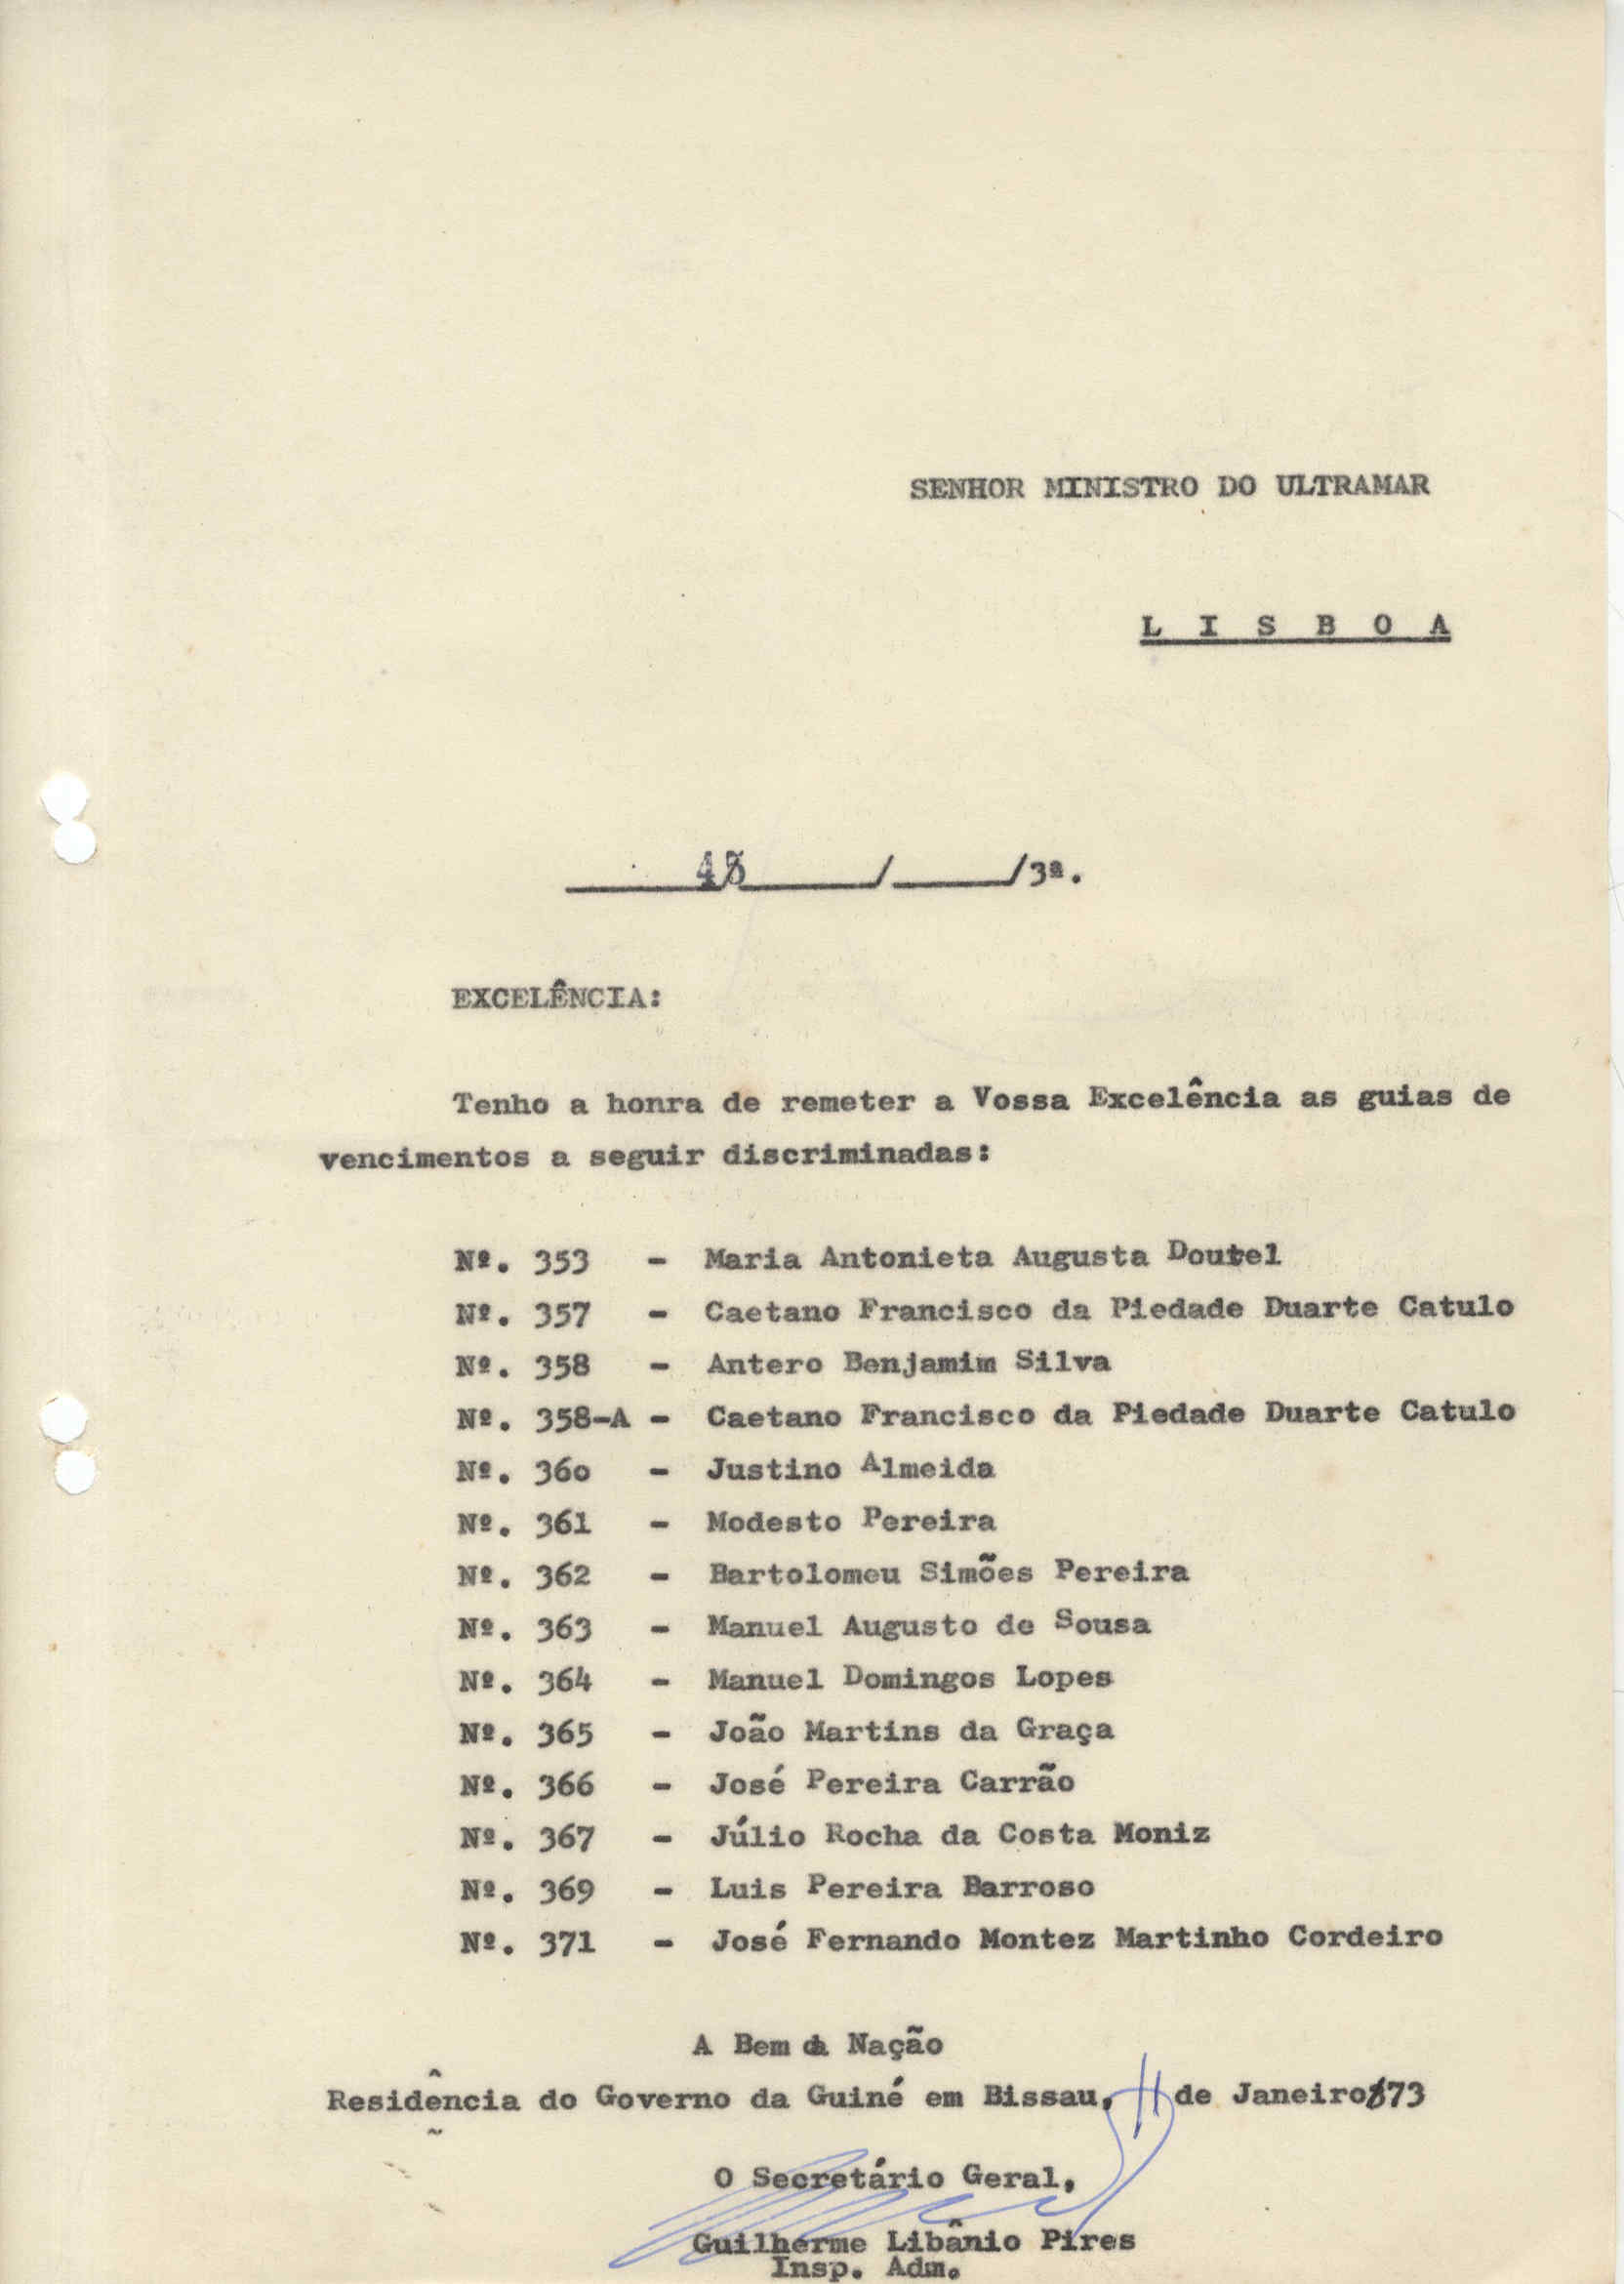 SENHOR MINISTRO DO ULTRAMAR
L I S B O A
/ /3ª.
EXCELÊNCIA:
Tenho a honra de remeter a Vossa Excelência as guias de
vencimentos a seguir discriminadas:
Nº. 353 - Maria Antonieta Augusta Doutel
Nº. 357 - Caetano Francisco da Piedade Duarte Catulo
Nº. 358 - Antero Benjamim Silva
Nº. 358-A - Caetano Francisco da Piedade Duarte Catulo
Nº. 360 - Justino Almeida
Nº. 361 - Modesto Pereira
Nº. 362 - Bartolomeu Simões Pereira
Nº. 363 - Manuel Augusto de Sousa
Nº. 364 - Manuel Domingos Lopes
Nº. 365 - João Martins da Graça
Nº. 366 - José Pereira Carrão
Nº. 367 - Júlio Rocha da Costa Moniz
Nº. 369 - Luis Pereira Barroso
Nº. 371 - José Fernando Montez Martinho Cordeiro
A Bem da Nação
Residência do Governo da Guiné em Bissau, 11 de Janeiro/73
O Secretário Geral,
Guilherme Libânio Pires
Insp. Adm.